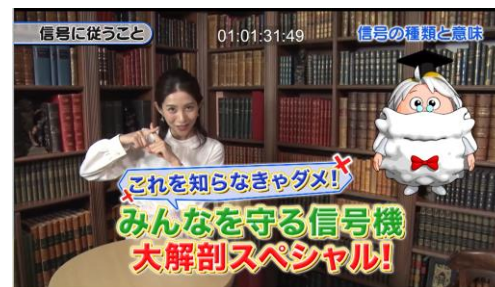 信号に従うこと
01:01:31:49
信号の種類と意味
これを知らなきゃダメ!
みんなを守る信号機
大解剖スペシャル!